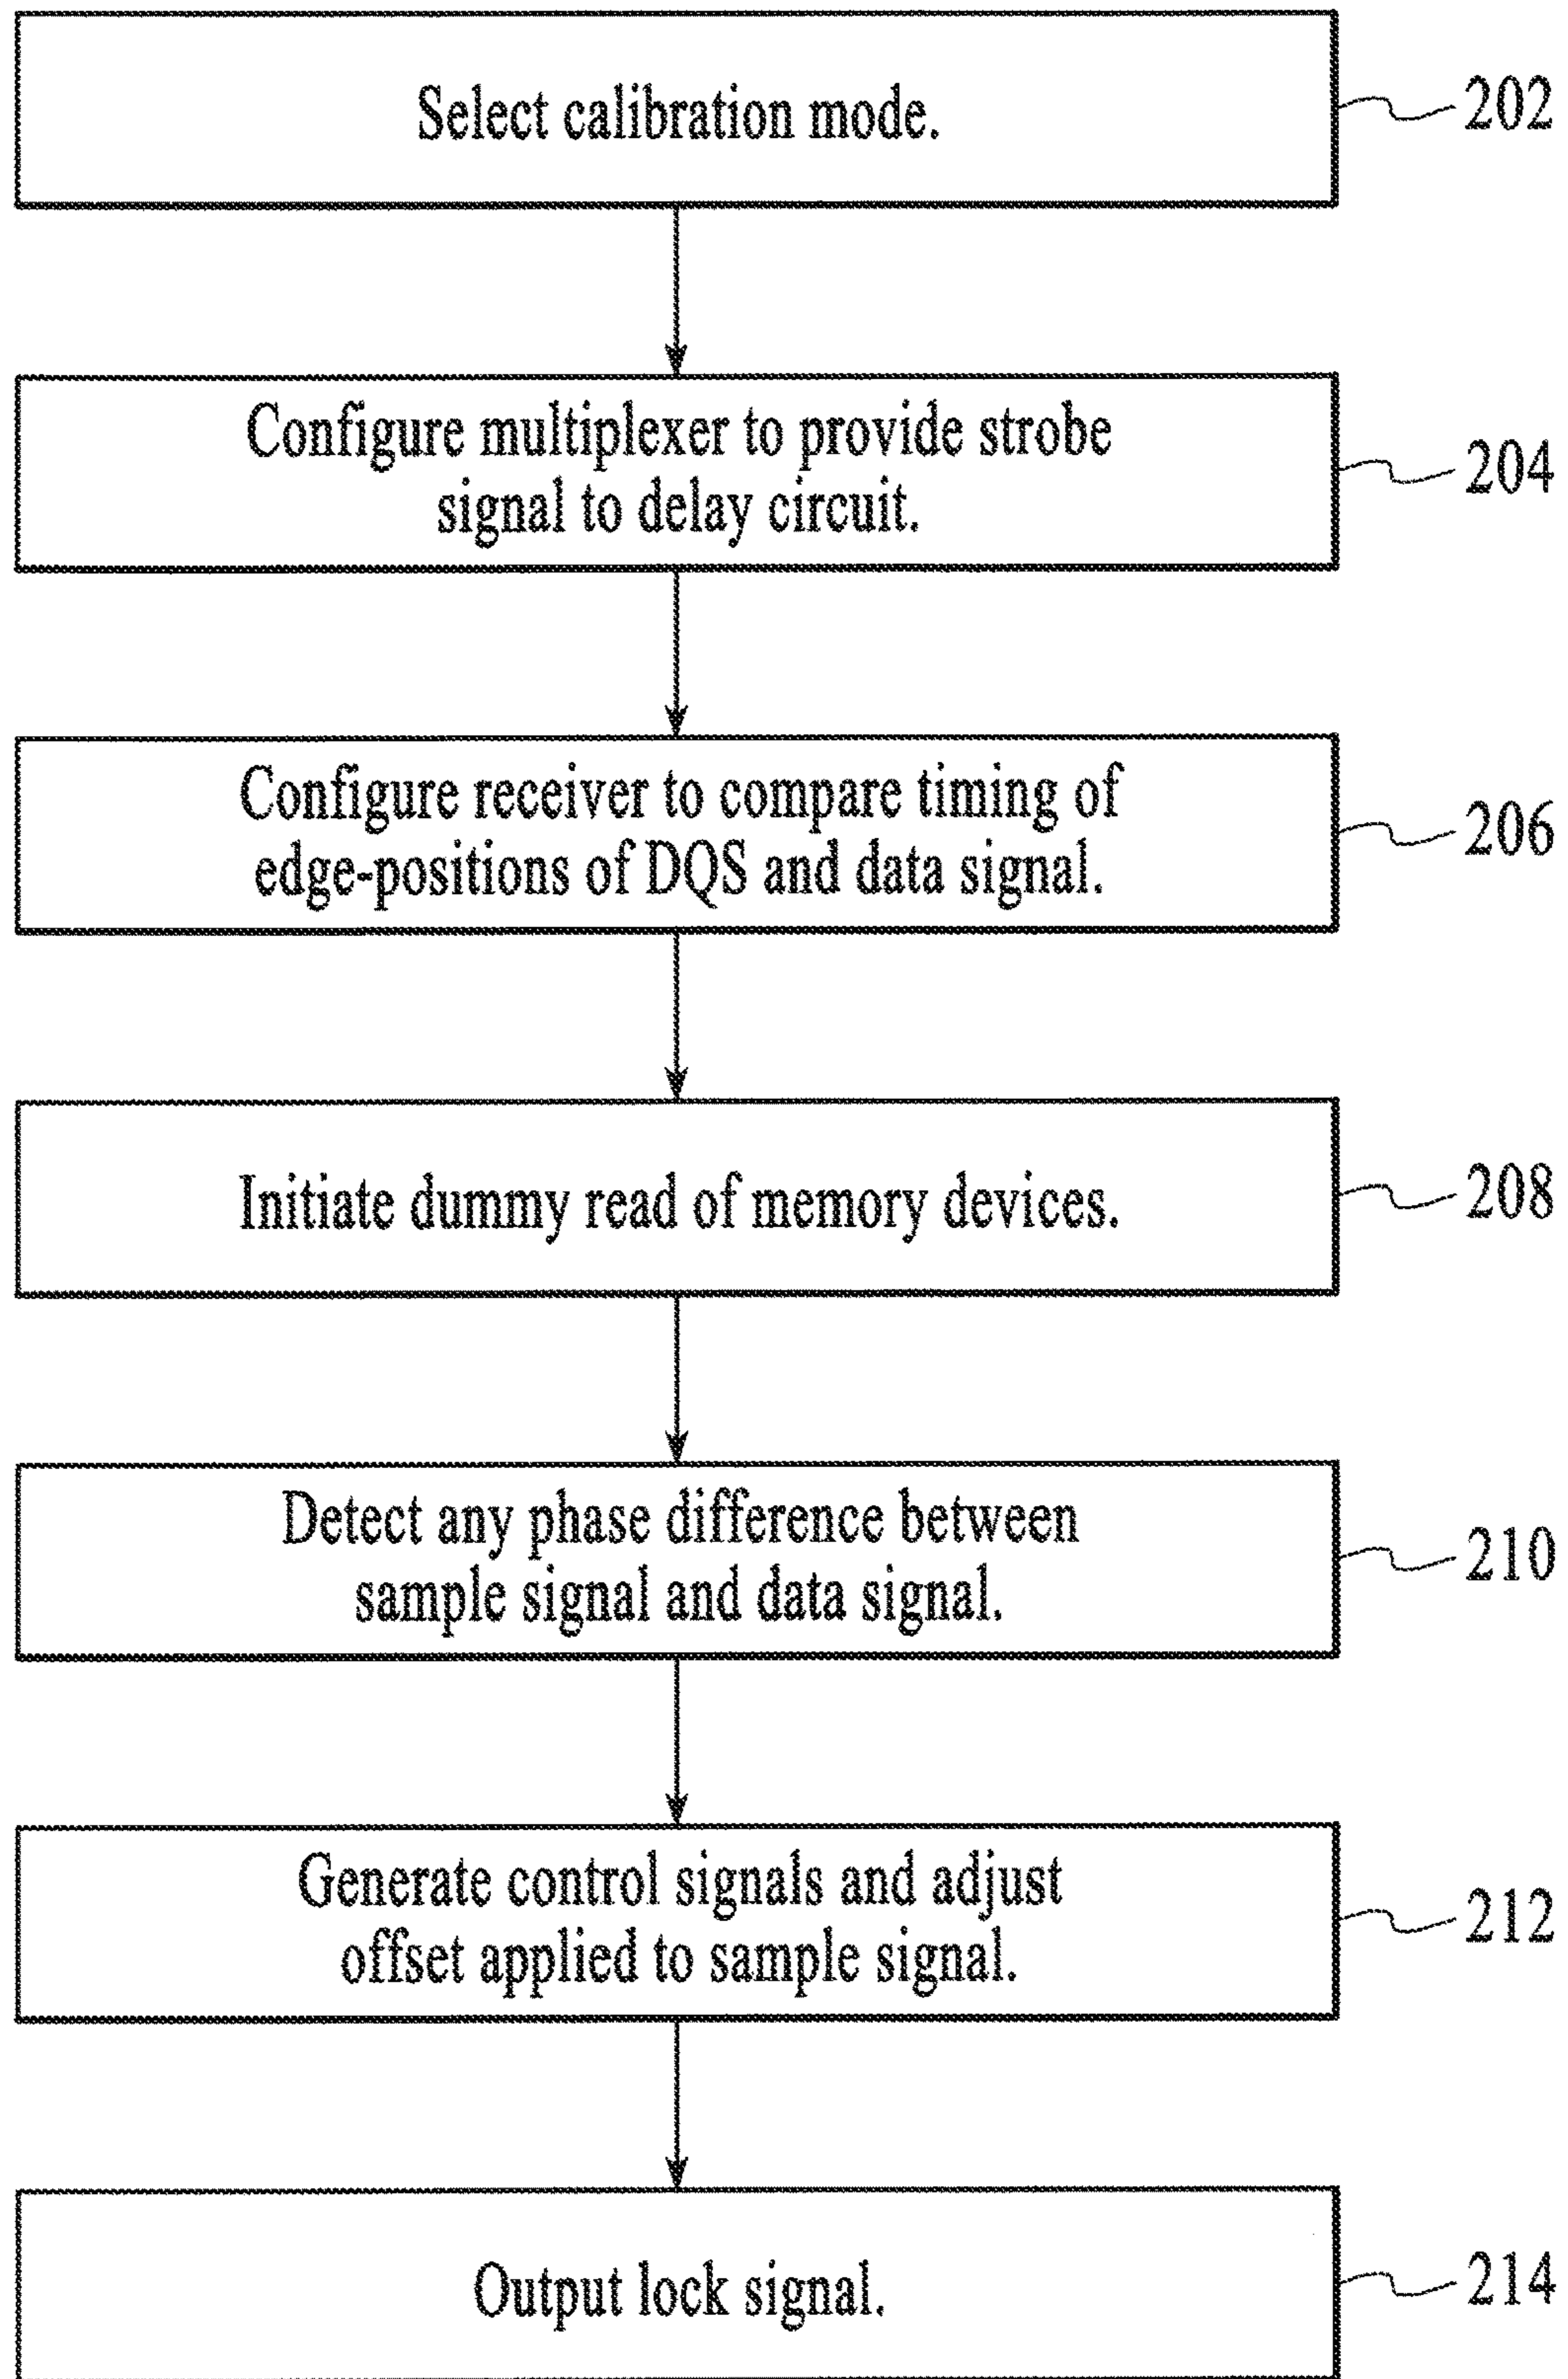 Select calibration mode.
202
Configure multiplexer to provide strobe
signal to delay circuit.
204
Configure receiver to compare timing of
edge-positions of DQS and data signal.
206
Initiate dummy read of memory devices.
208
Detect any phase difference between
sample signal and data signal.
210
Generate control signals and adjust
offset applied to sample signal.
212
Output lock signal.
214